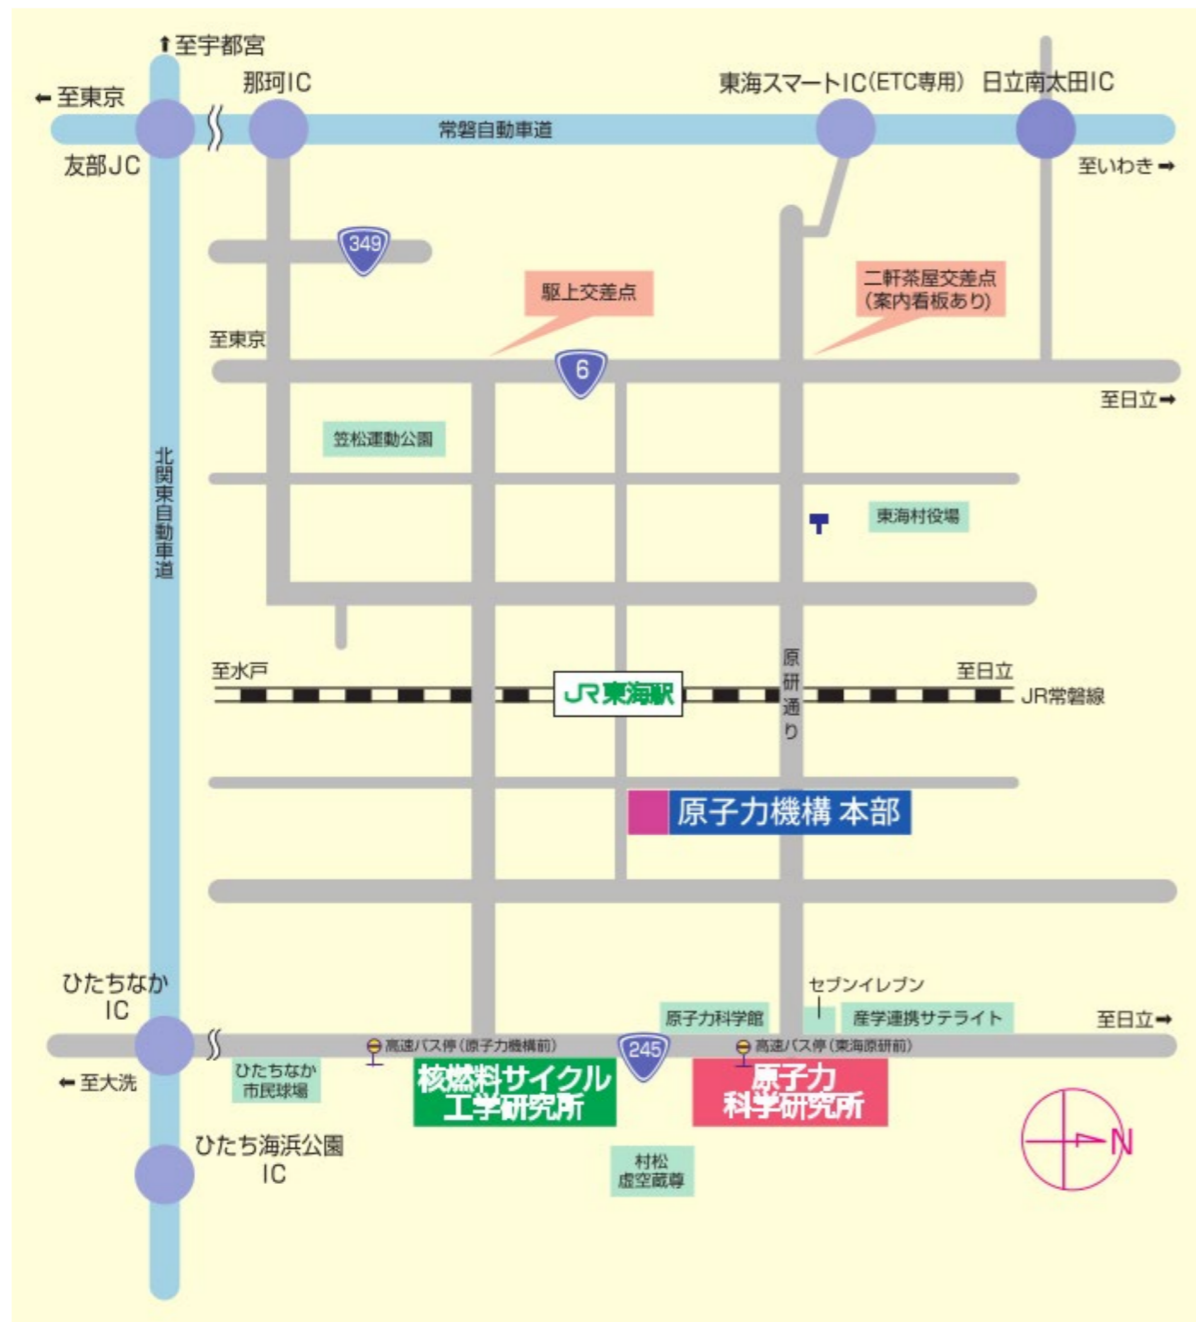 ↑至宇都宮
←至東京
那珂IC
東海スマートIC(ETC専用)
日立南太田IC
常磐自動車道
友部JC
至いわき→
349
駆上交差点
二軒茶屋交差点
(案内看板あり)
至東京
6
至日立→
笠松運動公園
北関東自動車道
東海村役場
原研通り
至水戸
至日立
JR東海駅
JR常磐線
原子力機構 本部
ひたちなか
IC
セブンイレブン
原子力科学館
産学連携サテライト
至日立→
高速バス停(原子力機構前)
245
高速バス停(東海原研前)
←至大洗
ひたちなか
市民球場
核燃料サイクル
工学研究所
原子力
科学研究所
N
ひたち海浜公園
IC
村松
虚空蔵尊